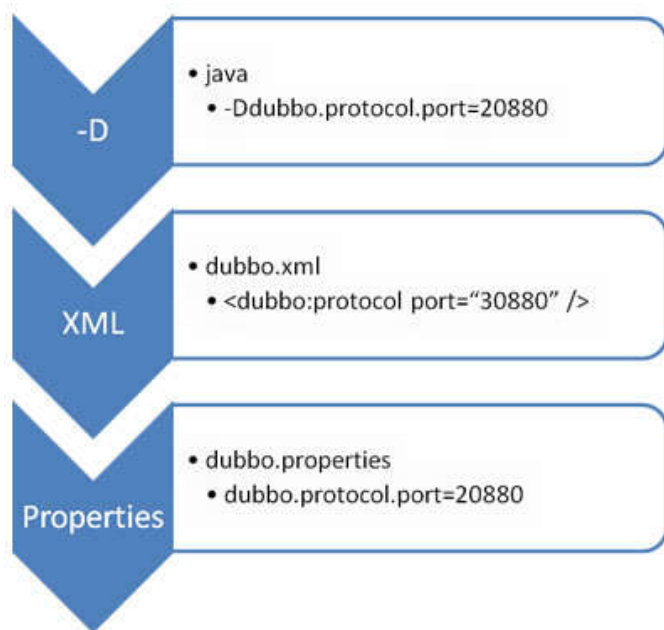 -D
• java
• -Ddubbo.protocol.port=20880
XML
• dubbo.xml
• <dubbo:protocol port=“30880” />
Properties
• dubbo.properties
• dubbo.protocol.port=20880